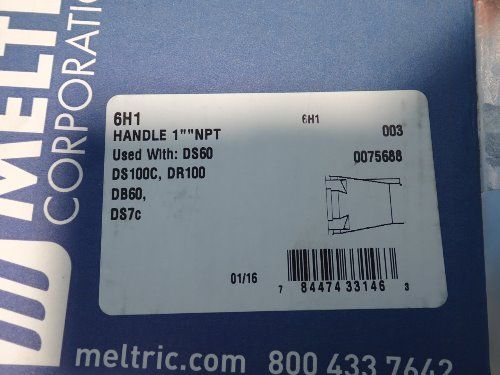 MELTRIC
CORPORATION
6H1 6H1
HANDLE 1""NPT 003
Used With: DS60 0075688
DS100C, DR100
DB60,
DS7c
01/16
7 84474 33146 3
meltric.com 800 433 7642